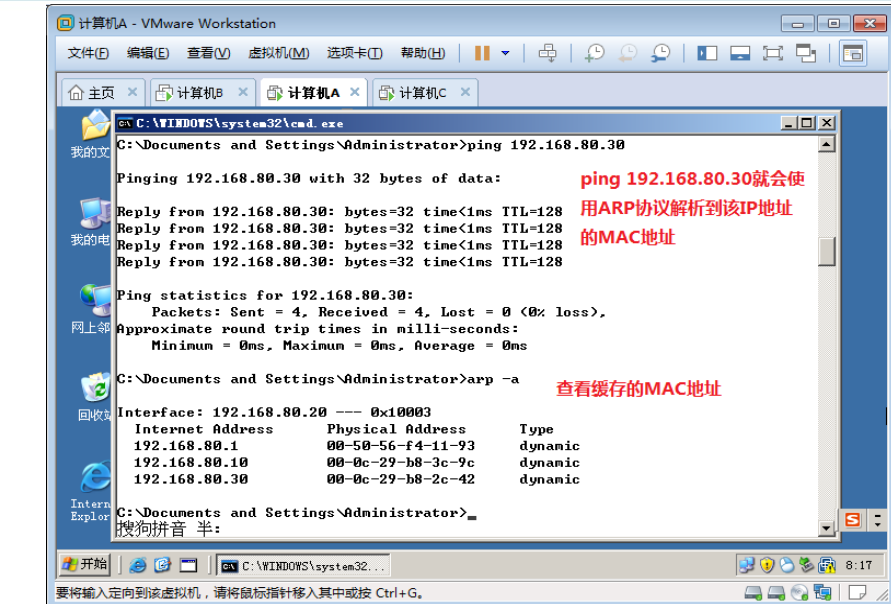 计算机A - VMware Workstation
文件(F) 编辑(E) 查看(V) 虚拟机(M) 选项卡(T) 帮助(H)
主页 计算机B 计算机A 计算机C
C:\WINDOWS\system32\cmd.exe
我的文
我的电
网上邻
回收站
Intern
Explor
C:\Documents and Settings\Administrator>ping 192.168.80.30
Pinging 192.168.80.30 with 32 bytes of data:
Reply from 192.168.80.30: bytes=32 time<1ms TTL=128
Reply from 192.168.80.30: bytes=32 time<1ms TTL=128
Reply from 192.168.80.30: bytes=32 time<1ms TTL=128
Reply from 192.168.80.30: bytes=32 time<1ms TTL=128
ping 192.168.80.30就会使
用ARP协议解析到该IP地址
的MAC地址
Ping statistics for 192.168.80.30:
Packets: Sent = 4, Received = 4, Lost = 0 (0% loss),
Approximate round trip times in milli-seconds:
Minimum = 0ms, Maximum = 0ms, Average = 0ms
C:\Documents and Settings\Administrator>arp -a
查看缓存的MAC地址
Interface: 192.168.80.20 --- 0x10003
Internet Address Physical Address Type
192.168.80.1 00-50-56-f4-11-93 dynamic
192.168.80.10 00-0c-29-b8-3c-9c dynamic
192.168.80.30 00-0c-29-b8-2c-42 dynamic
C:\Documents and Settings\Administrator>_
搜狗拼音 半:
开始 C:\WINDOWS\system32... 8:17
要将输入定向到该虚拟机，请将鼠标指针移入其中或按 Ctrl+G。